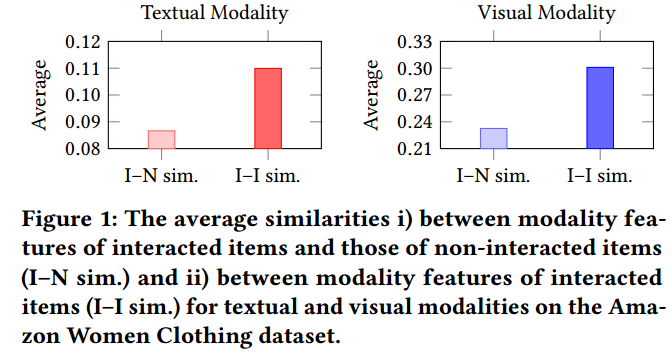 Textual Modality
0.12
0.11
0.10
0.09
0.08
Average
I–N sim.
I–I sim.
Visual Modality
0.33
0.30
0.27
0.24
0.21
Average
I–N sim.
I–I sim.
Figure 1: The average similarities i) between modality fea-
tures of interacted items and those of non-interacted items
(I–N sim.) and ii) between modality features of interacted
items (I–I sim.) for textual and visual modalities on the Ama-
zon Women Clothing dataset.